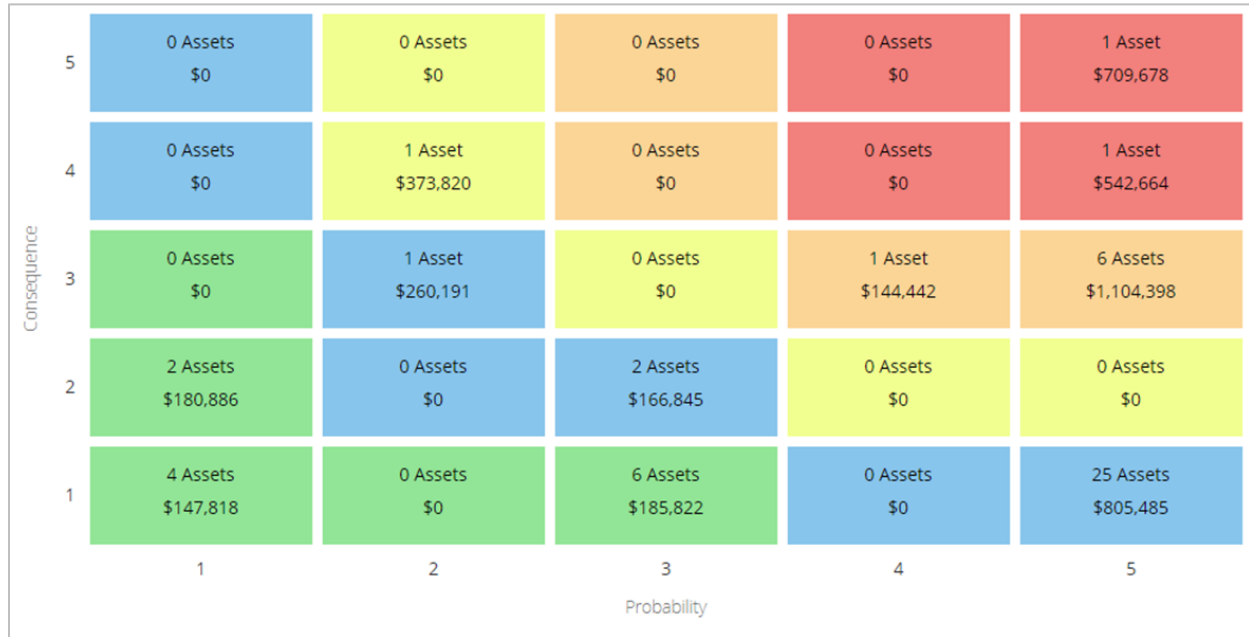 0 Assets 0 Assets 0 Assets 0 Assets 1 Asset
5
$0 $0 $0 $0 $709,678
0 Assets 1 Asset 0 Assets 0 Assets 1 Asset
4
$0 $373,820 $0 $0 $542,664
Consequence
0 Assets 1 Asset 0 Assets 1 Asset 6 Assets
3
$0 $260,191 $0 $144,442 $1,104,398
2 Assets 0 Assets 2 Assets 0 Assets 0 Assets
2
$180,886 $0 $166,845 $0 $0
4 Assets 0 Assets 6 Assets 0 Assets 25 Assets
1
$147,818 $0 $185,822 $0 $805,485
1 2 3 4 5
Probability